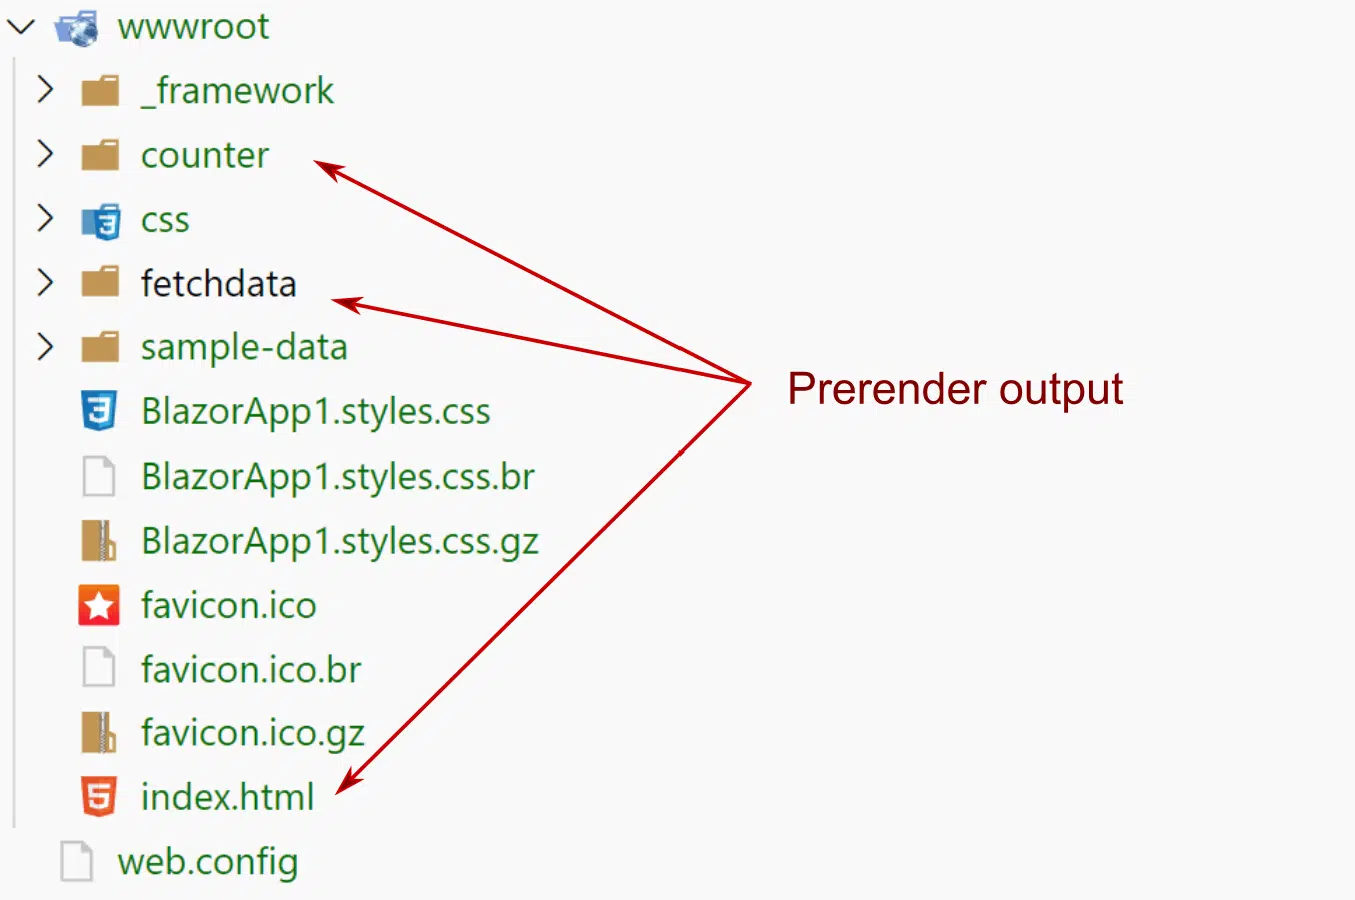 wwwroot
_framework
counter
css
fetchdata
sample-data
Prerender output
BlazorApp1.styles.css
BlazorApp1.styles.css.br
BlazorApp1.styles.css.gz
favicon.ico
favicon.ico.br
favicon.ico.gz
index.html
web.config